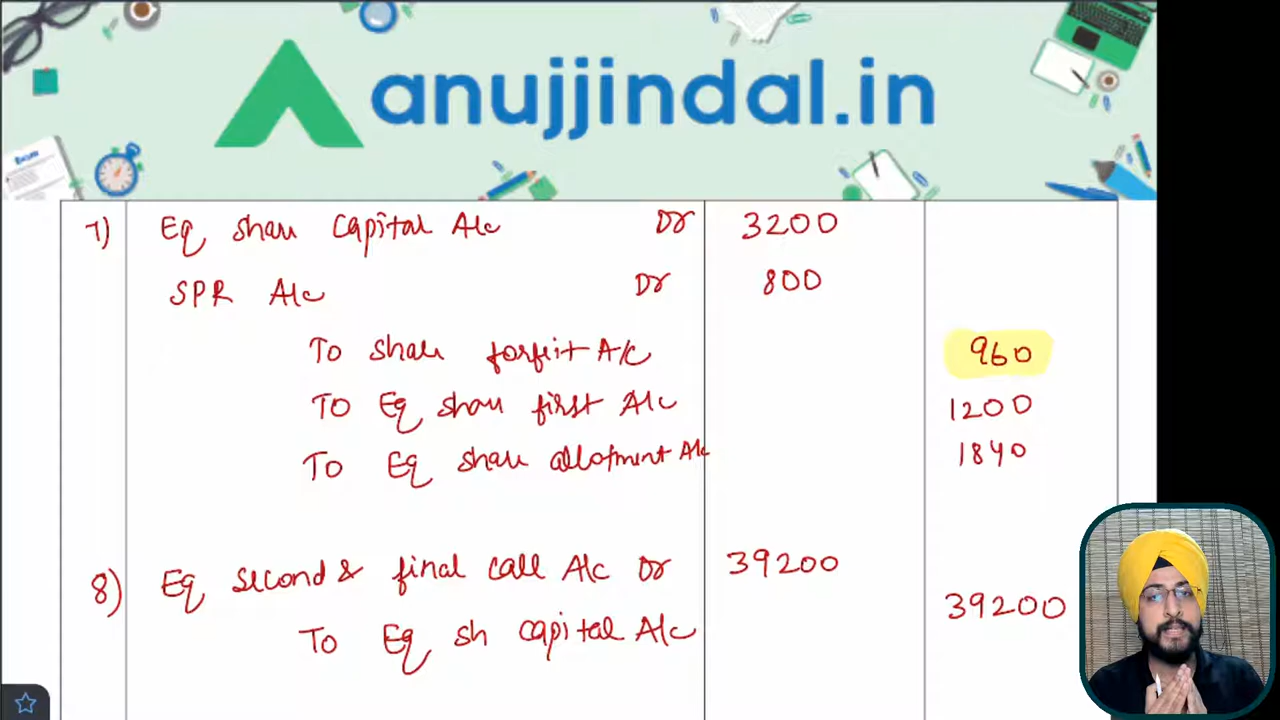 anujjindal.in
7) Eq share Capital A/c Dr 3200
SPR A/c Dr 800
To share forfeit A/c 960
To Eq share first A/c 1200
To Eq share allotment A/c 1840
8) Eq second & final call A/c Dr 39200
To Eq sh capital A/c 39200